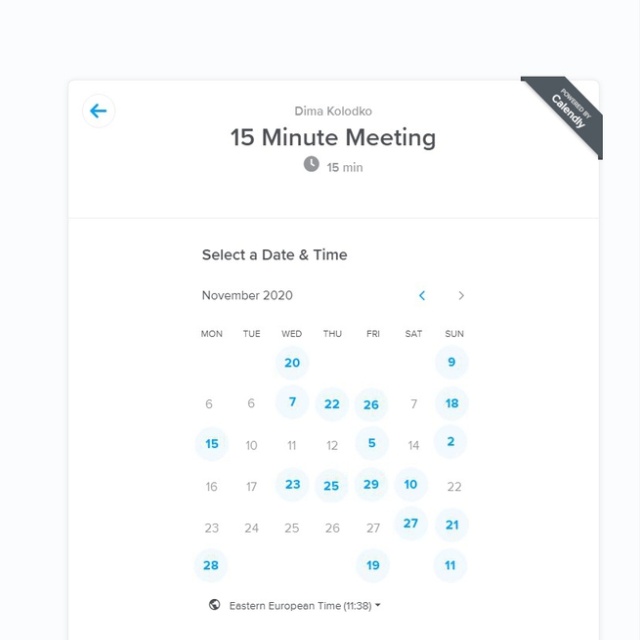 POWERED BY
Calendly
Dima Kolodko
15 Minute Meeting
15 min
Select a Date & Time
November 2020
MON TUE WED THU FRI SAT SUN
20 9
6 6 7 22 26 7 18
15 10 11 12 5 14 2
16 17 23 25 29 10 22
23 24 25 26 27 27 21
28 19 11
Eastern European Time (11:38)